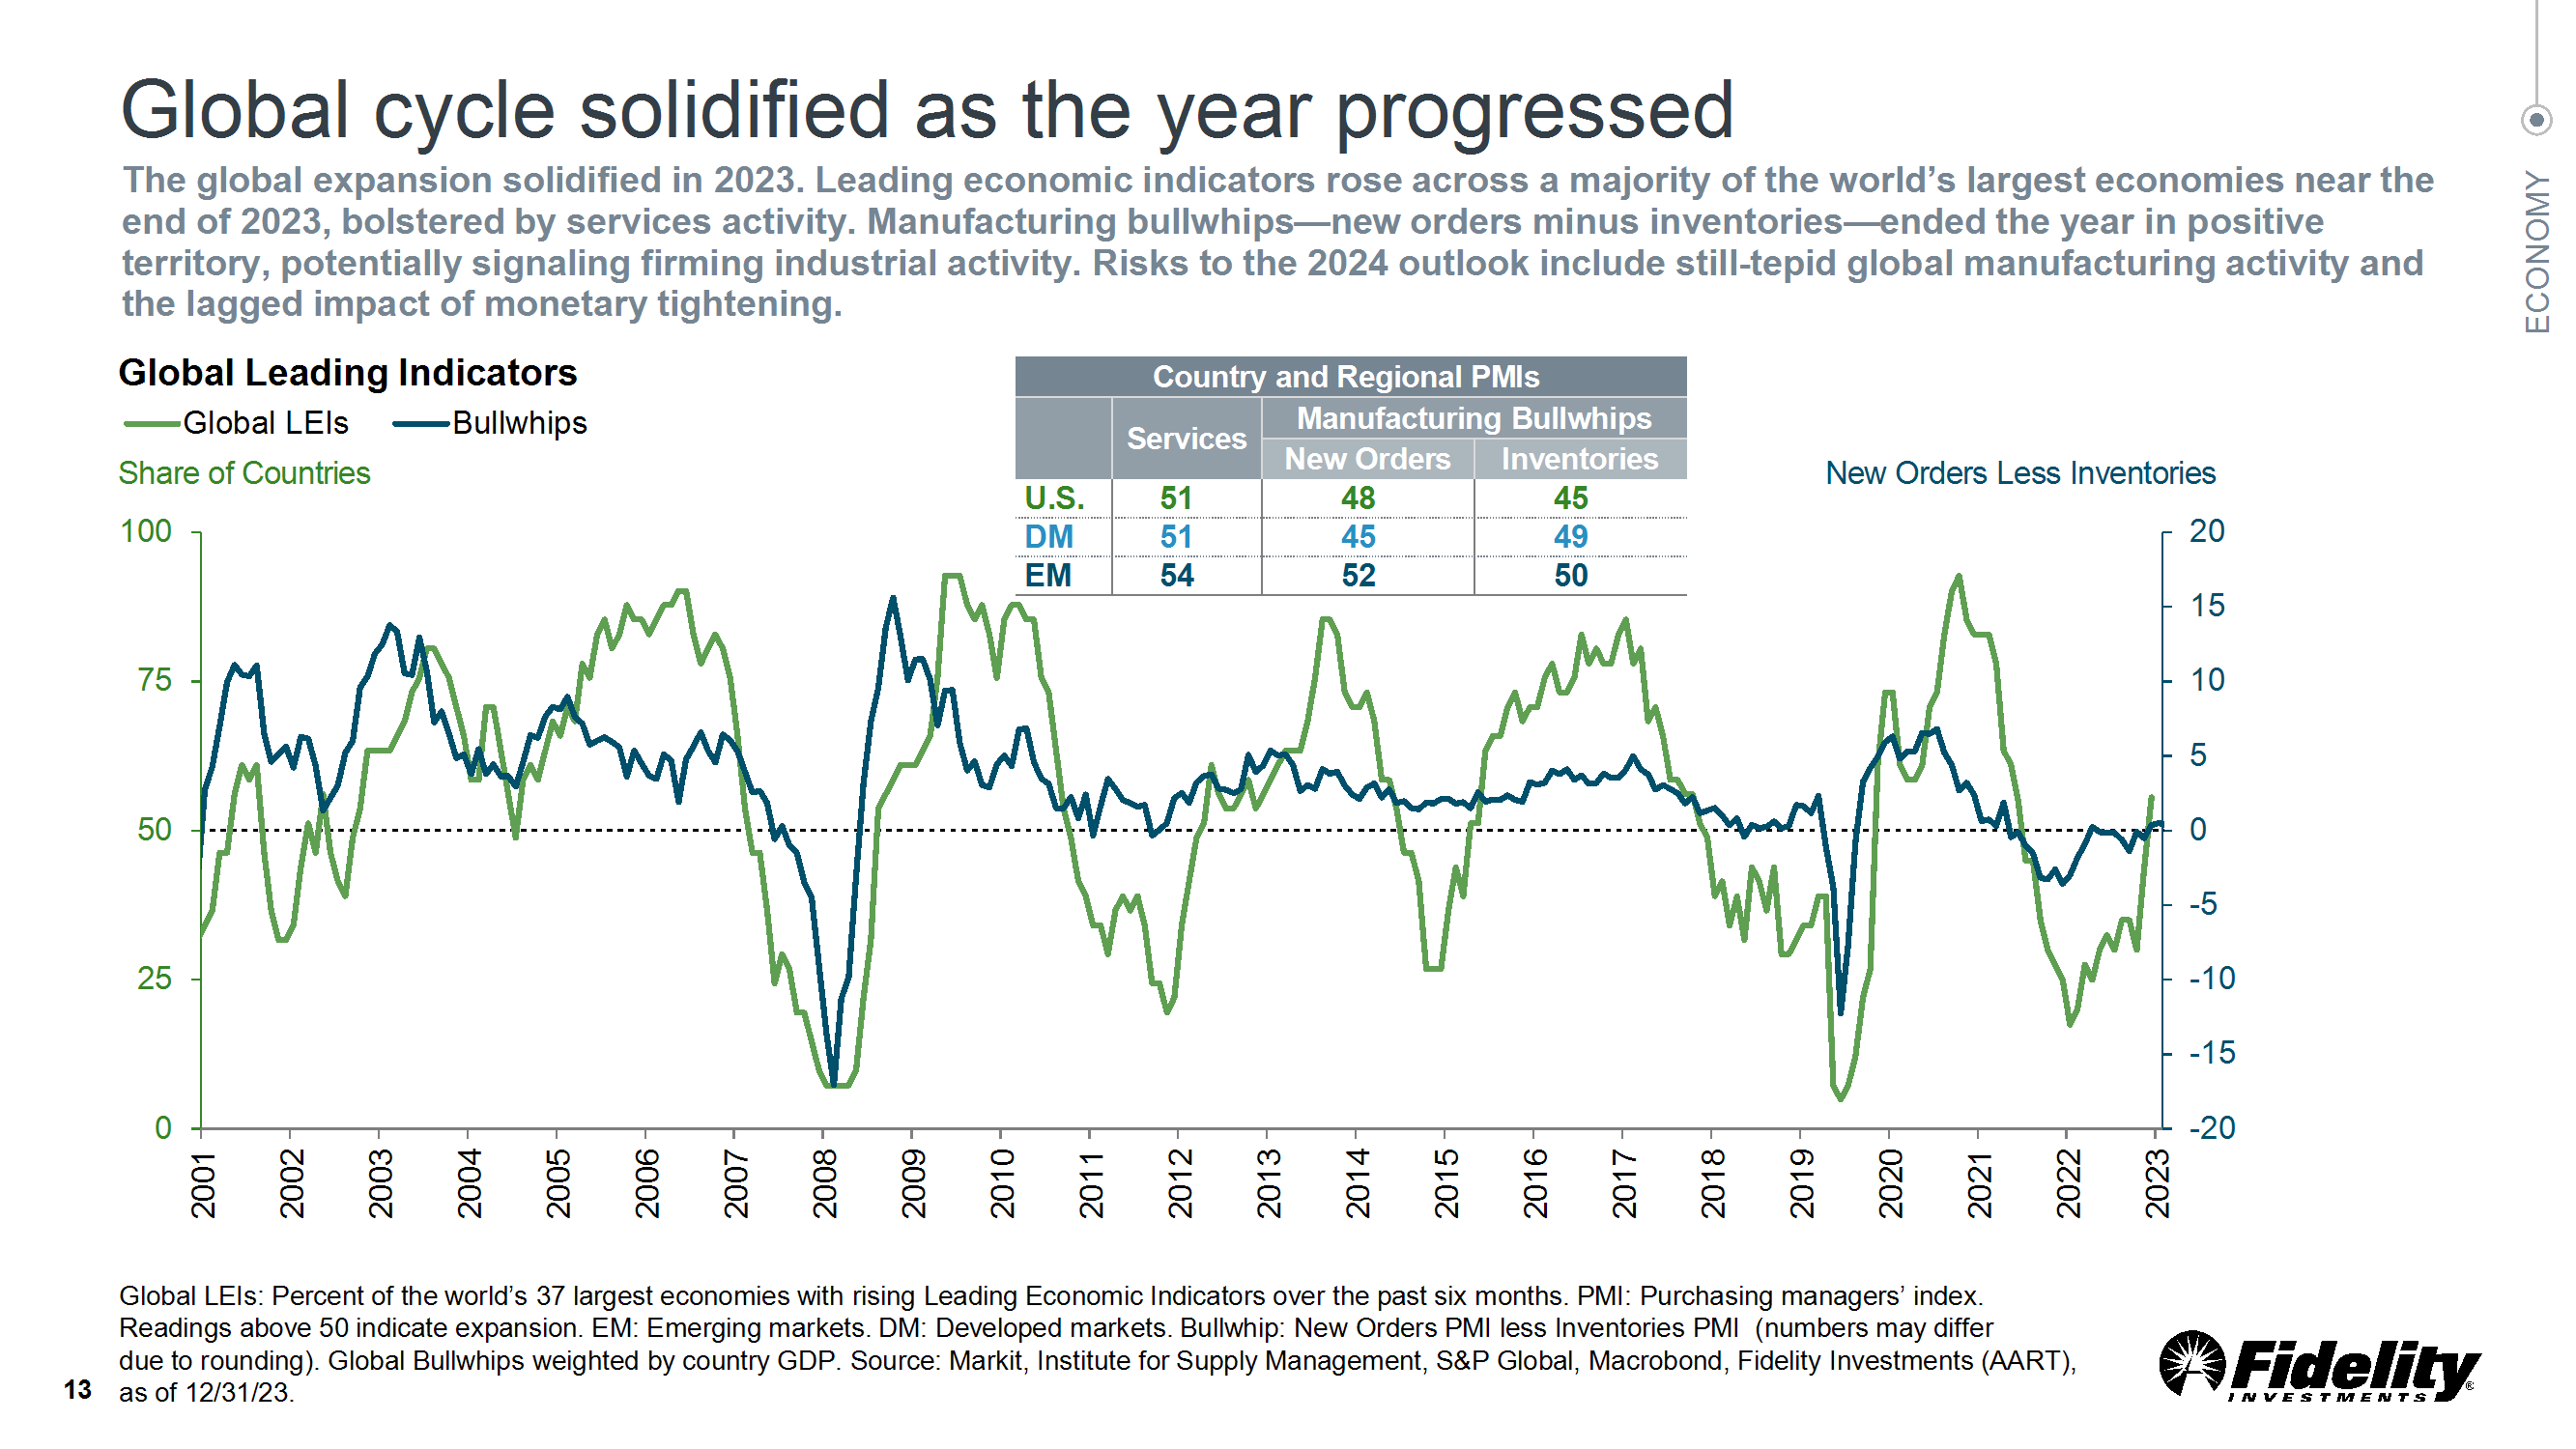 Global cycle solidified as the year progressed
The global expansion solidified in 2023. Leading economic indicators rose across a majority of the world’s largest economies near the
end of 2023, bolstered by services activity. Manufacturing bullwhips—new orders minus inventories—ended the year in positive
territory, potentially signaling firming industrial activity. Risks to the 2024 outlook include still-tepid global manufacturing activity and
the lagged impact of monetary tightening.
ECONOMY
Global Leading Indicators
Global LEIs Bullwhips
Share of Countries
Country and Regional PMIs
Services Manufacturing Bullwhips
New Orders Inventories
U.S. 51 48 45
DM 51 45 49
EM 54 52 50
New Orders Less Inventories
100
75
50
25
0
20
15
10
5
0
-5
-10
-15
-20
2001 2002 2003 2004 2005 2006 2007 2008 2009 2010 2011 2012 2013 2014 2015 2016 2017 2018 2019 2020 2021 2022 2023
Global LEIs: Percent of the world’s 37 largest economies with rising Leading Economic Indicators over the past six months. PMI: Purchasing managers’ index.
Readings above 50 indicate expansion. EM: Emerging markets. DM: Developed markets. Bullwhip: New Orders PMI less Inventories PMI (numbers may differ
due to rounding). Global Bullwhips weighted by country GDP. Source: Markit, Institute for Supply Management, S&P Global, Macrobond, Fidelity Investments (AART),
as of 12/31/23.
13
Fidelity®
INVESTMENTS